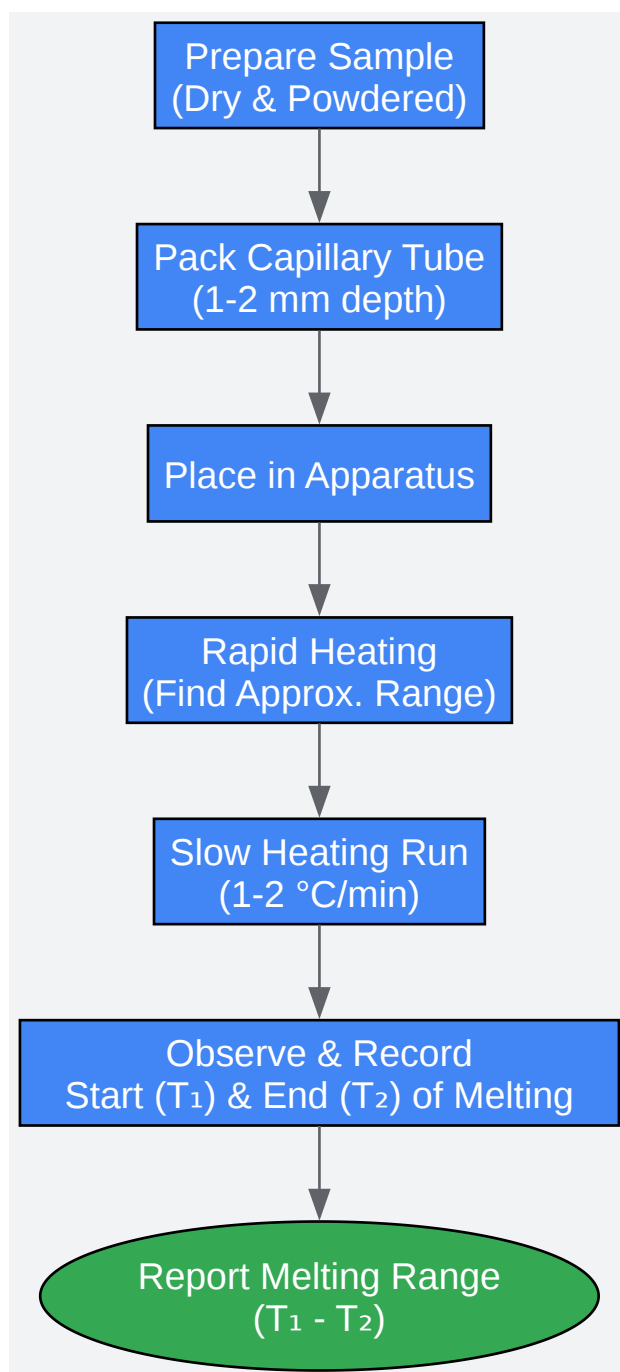 Prepare Sample
(Dry & Powdered)
Pack Capillary Tube
(1-2 mm depth)
Place in Apparatus
Rapid Heating
(Find Approx. Range)
Slow Heating Run
(1-2 °C/min)
Observe & Record
Start (T₁) & End (T₂) of Melting
Report Melting Range
(T₁ - T₂)